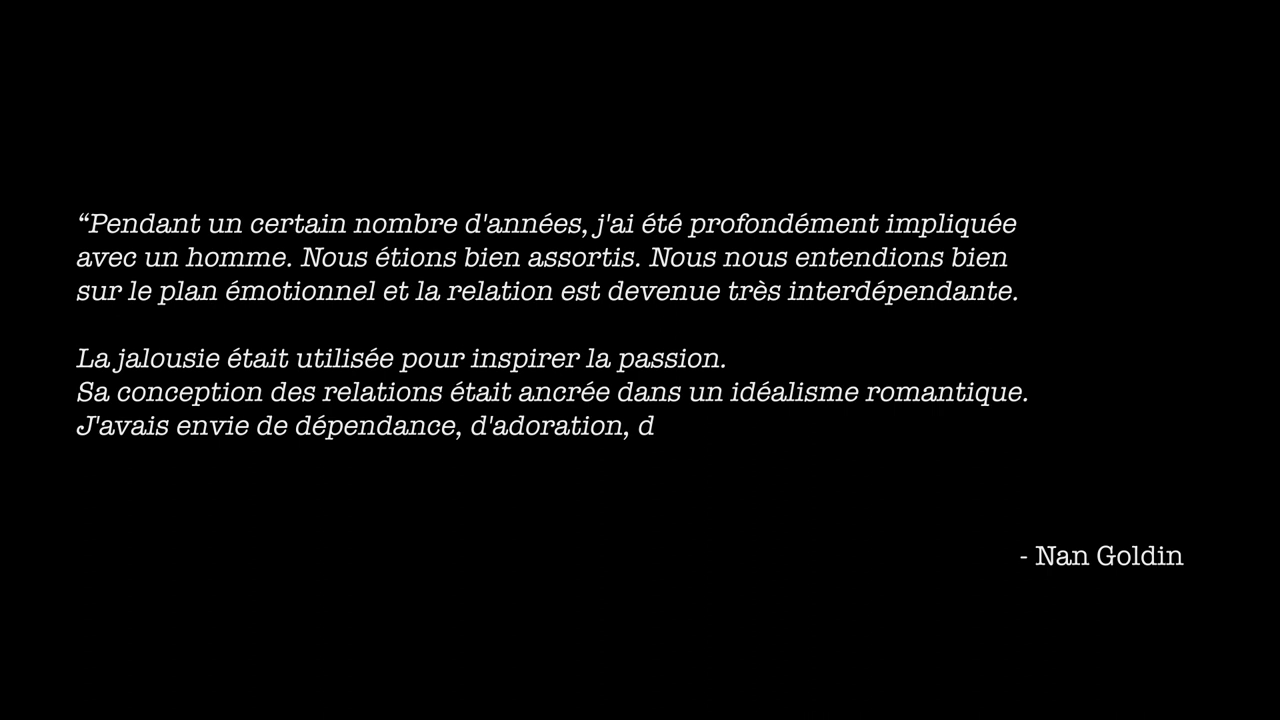 “Pendant un certain nombre d'années, j'ai été profondément impliquée
avec un homme. Nous étions bien assortis. Nous nous entendions bien
sur le plan émotionnel et la relation est devenue très interdépendante.
La jalousie était utilisée pour inspirer la passion.
Sa conception des relations était ancrée dans un idéalisme romantique.
J'avais envie de dépendance, d'adoration, d
- Nan Goldin